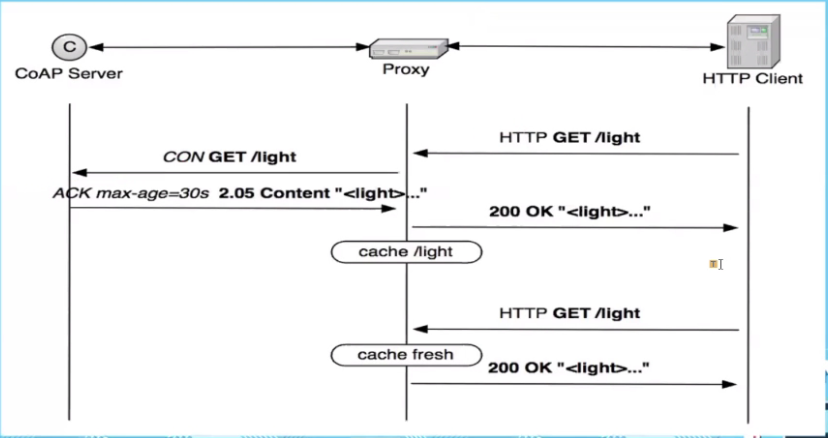 C
CoAP Server
Proxy
HTTP Client
HTTP GET /light
CON GET /light
ACK max-age=30s 2.05 Content "<light>..."
200 OK "<light>..."
cache /light
HTTP GET /light
cache fresh
200 OK "<light>..."